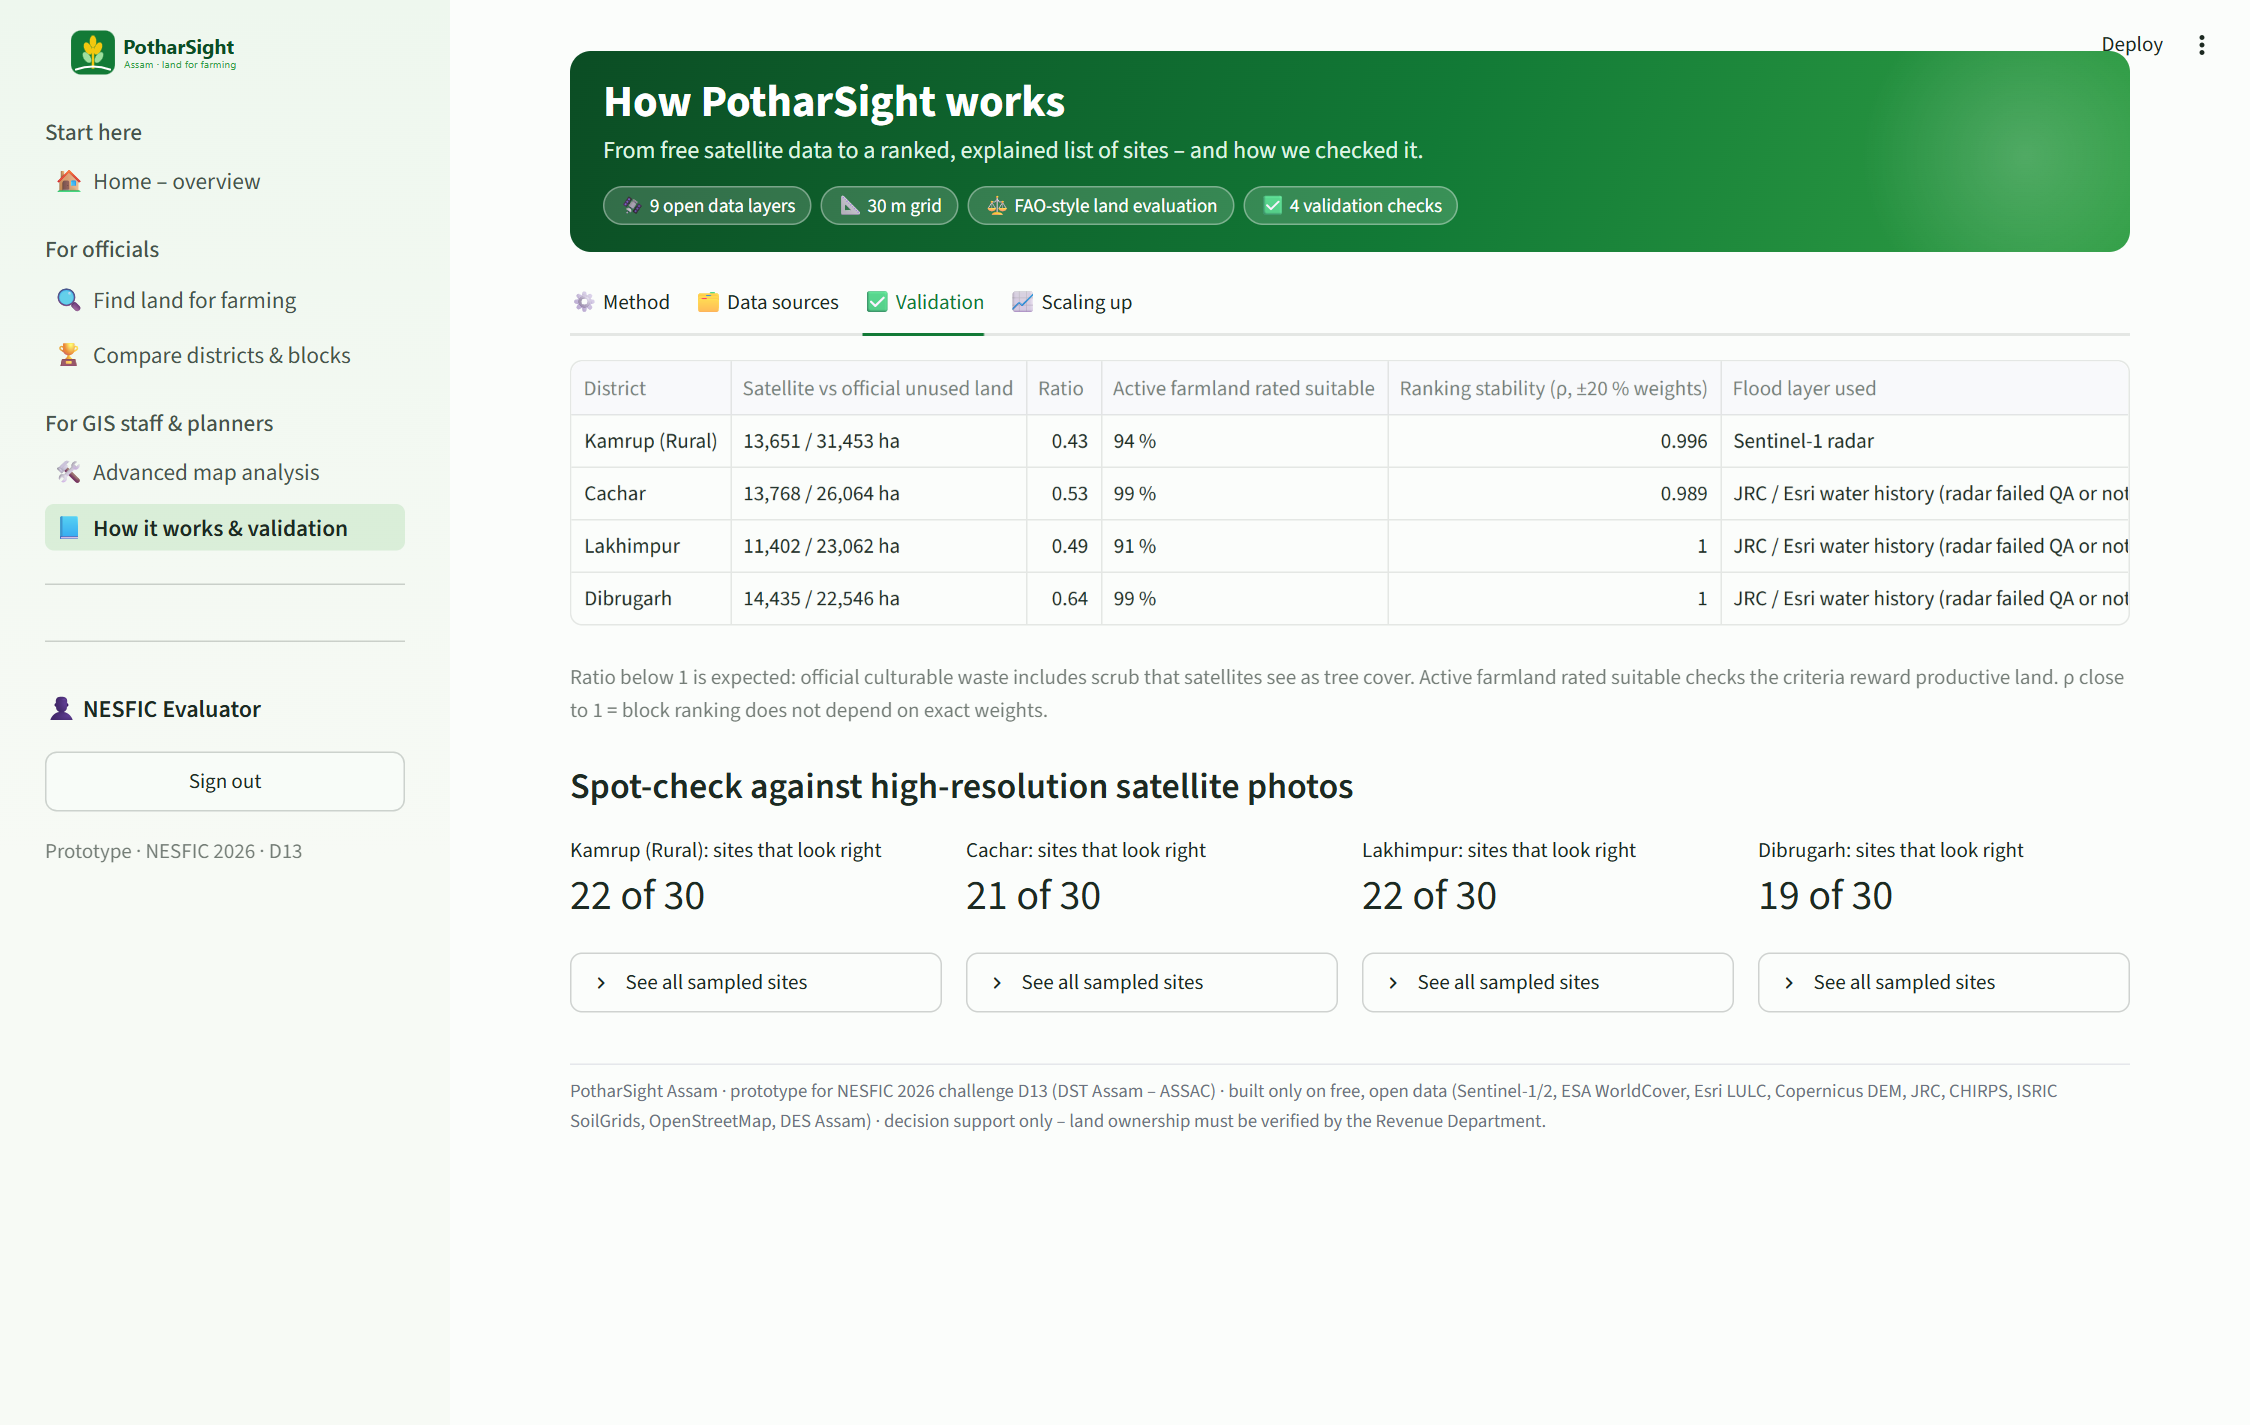 PotharSight
Assam · land for farming
Start here
Home – overview
For officials
Find land for farming
Compare districts & blocks
For GIS staff & planners
Advanced map analysis
How it works & validation
NESFIC Evaluator
Sign out
Prototype · NESFIC 2026 · D13
Deploy
How PotharSight works
From free satellite data to a ranked, explained list of sites – and how we checked it.
9 open data layers 30 m grid FAO-style land evaluation 4 validation checks
Method Data sources Validation Scaling up
District Satellite vs official unused land Ratio Active farmland rated suitable Ranking stability (ρ, ±20 % weights) Flood layer used
Kamrup (Rural) 13,651 / 31,453 ha 0.43 94 % 0.996 Sentinel-1 radar
Cachar 13,768 / 26,064 ha 0.53 99 % 0.989 JRC / Esri water history (radar failed QA or not
Lakhimpur 11,402 / 23,062 ha 0.49 91 % 1 JRC / Esri water history (radar failed QA or not
Dibrugarh 14,435 / 22,546 ha 0.64 99 % 1 JRC / Esri water history (radar failed QA or not
Ratio below 1 is expected: official culturable waste includes scrub that satellites see as tree cover. Active farmland rated suitable checks the criteria reward productive land. ρ close
to 1 = block ranking does not depend on exact weights.
Spot-check against high-resolution satellite photos
Kamrup (Rural): sites that look right Cachar: sites that look right Lakhimpur: sites that look right Dibrugarh: sites that look right
22 of 30 21 of 30 22 of 30 19 of 30
See all sampled sites See all sampled sites See all sampled sites See all sampled sites
PotharSight Assam · prototype for NESFIC 2026 challenge D13 (DST Assam – ASSAC) · built only on free, open data (Sentinel-1/2, ESA WorldCover, Esri LULC, Copernicus DEM, JRC, CHIRPS, ISRIC
SoilGrids, OpenStreetMap, DES Assam) · decision support only – land ownership must be verified by the Revenue Department.